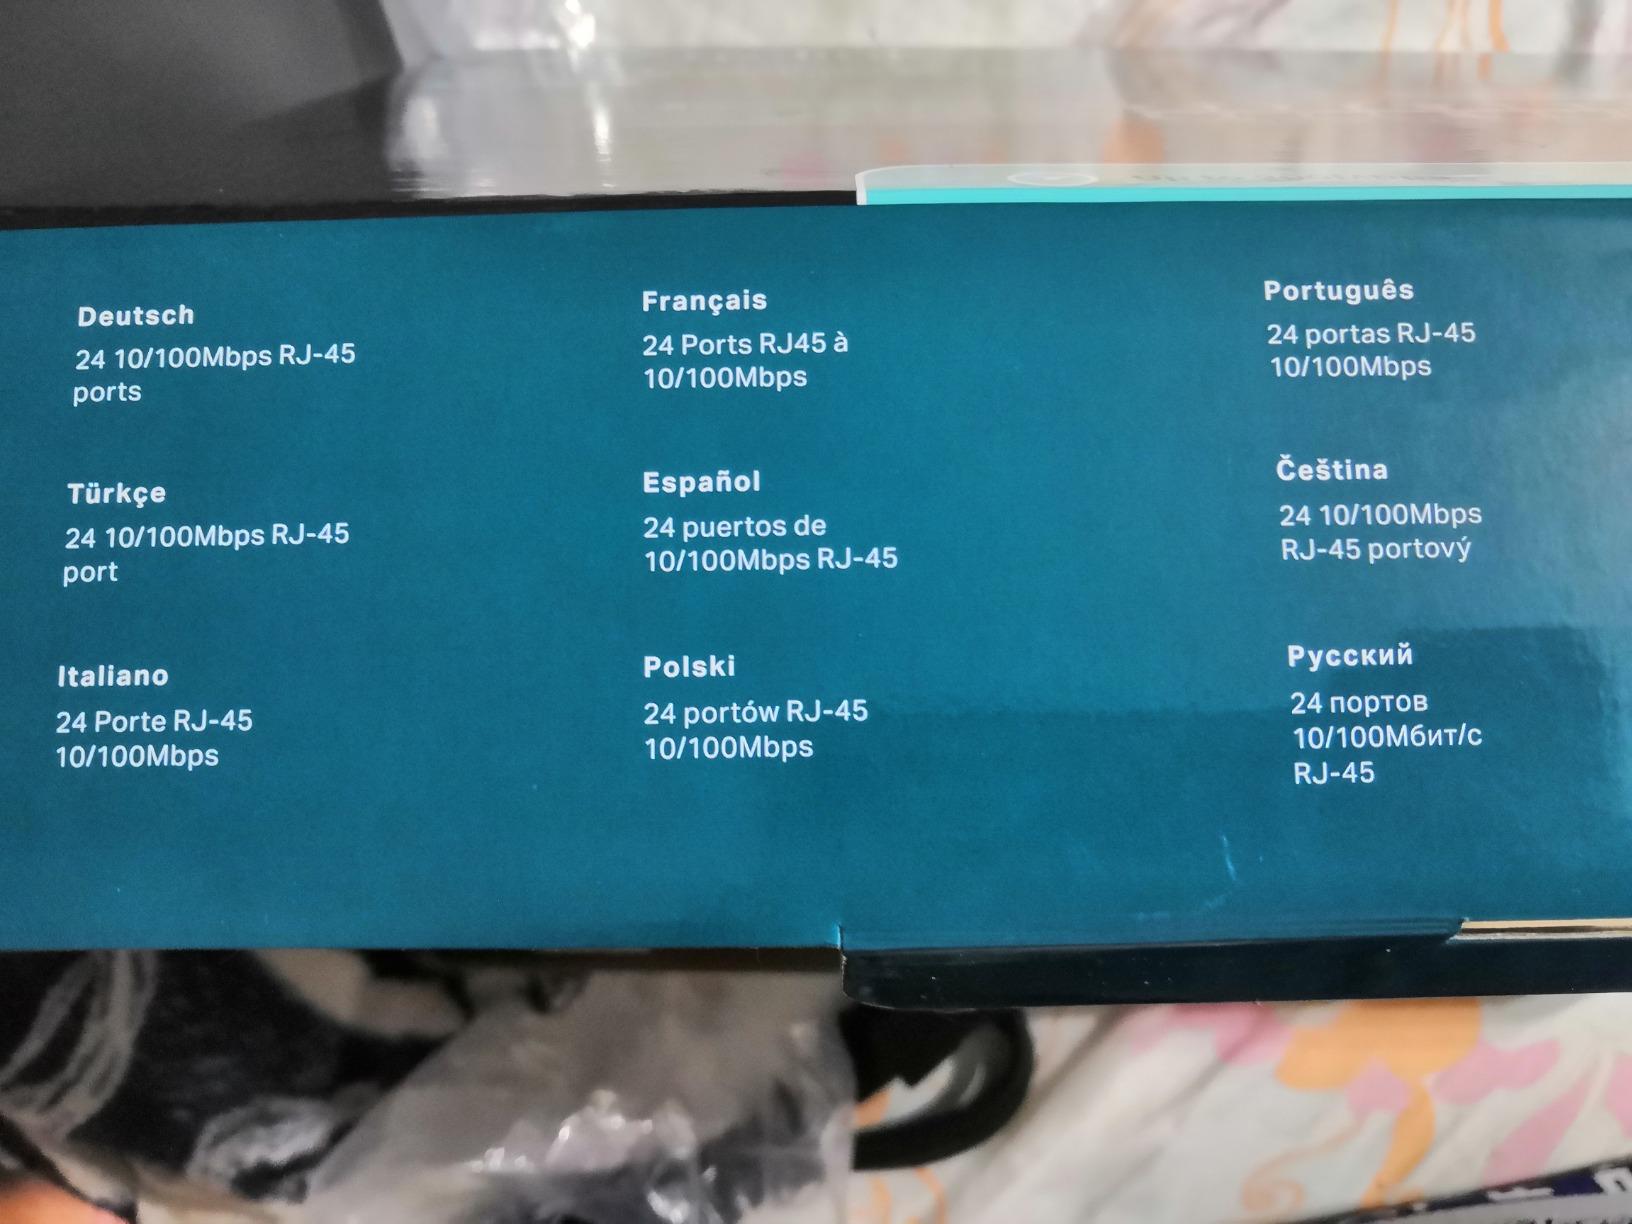 Deutsch
24 10/100Mbps RJ-45
ports
Français
24 Ports RJ45 à
10/100Mbps
Português
24 portas RJ-45
10/100Mbps
Türkçe
24 10/100Mbps RJ-45
port
Español
24 puertos de
10/100Mbps RJ-45
Čeština
24 10/100Mbps
RJ-45 portový
Italiano
24 Porte RJ-45
10/100Mbps
Polski
24 portów RJ-45
10/100Mbps
Русский
24 портов
10/100Мбит/с
RJ-45